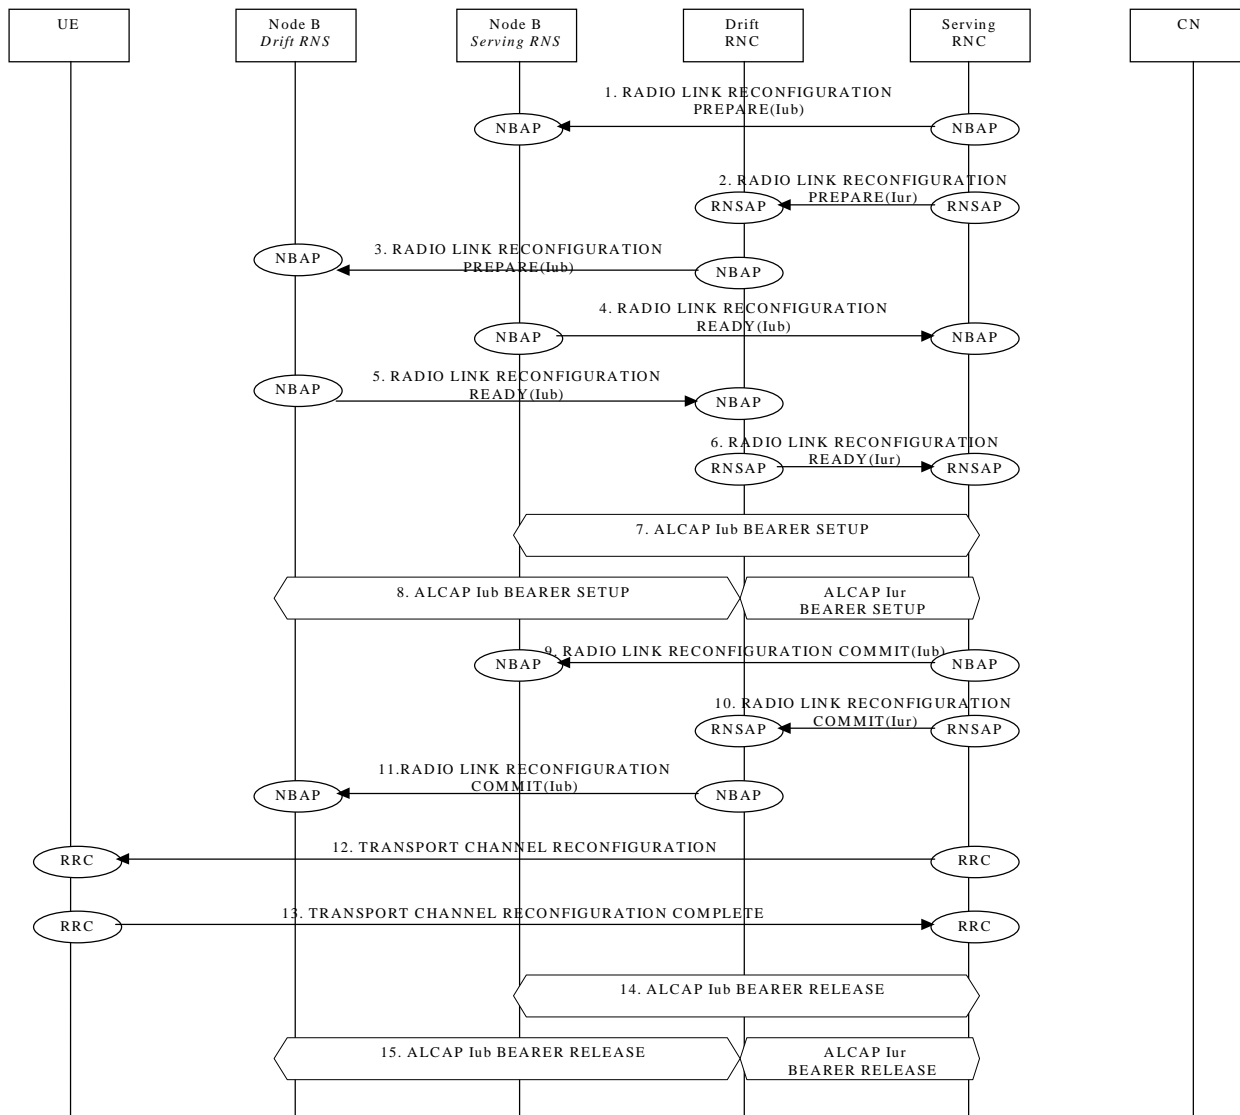 UE
Node B
Drift RNS
Node B
Serving RNS
Drift
RNC
Serving
RNC
CN
1. RADIO LINK RECONFIGURATION
PREPARE(Iub)
NBAP
NBAP
2. RADIO LINK RECONFIGURATION
PREPARE(Iur)
RNSAP
RNSAP
3. RADIO LINK RECONFIGURATION
PREPARE(Iub)
NBAP
NBAP
4. RADIO LINK RECONFIGURATION
READY(Iub)
NBAP
NBAP
5. RADIO LINK RECONFIGURATION
READY(Iub)
NBAP
NBAP
6. RADIO LINK RECONFIGURATION
READY(Iur)
RNSAP
RNSAP
7. ALCAP Iub BEARER SETUP
8. ALCAP Iub BEARER SETUP
ALCAP Iur
BEARER SETUP
9. RADIO LINK RECONFIGURATION COMMIT(Iub)
NBAP
NBAP
10. RADIO LINK RECONFIGURATION
COMMIT(Iur)
RNSAP
RNSAP
11.RADIO LINK RECONFIGURATION
COMMIT(Iub)
NBAP
NBAP
12. TRANSPORT CHANNEL RECONFIGURATION
RRC
RRC
13. TRANSPORT CHANNEL RECONFIGURATION COMPLETE
RRC
RRC
14. ALCAP Iub BEARER RELEASE
15. ALCAP Iub BEARER RELEASE
ALCAP Iur
BEARER RELEASE